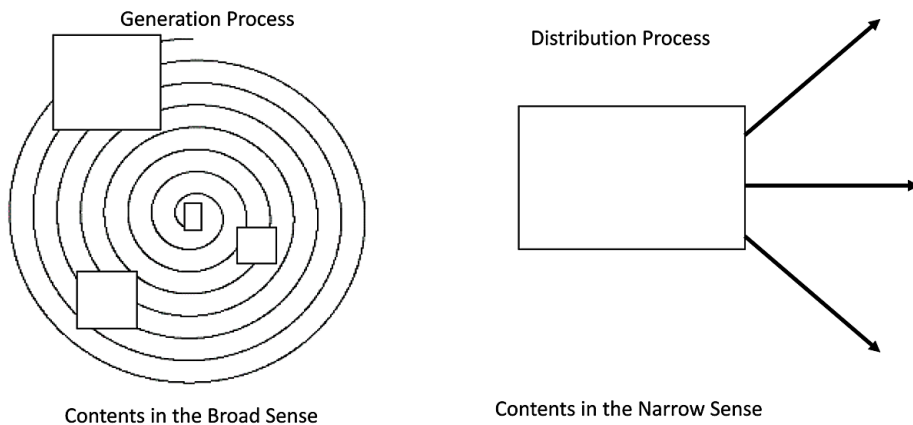 Generation Process
Distribution Process
Contents in the Broad Sense
Contents in the Narrow Sense